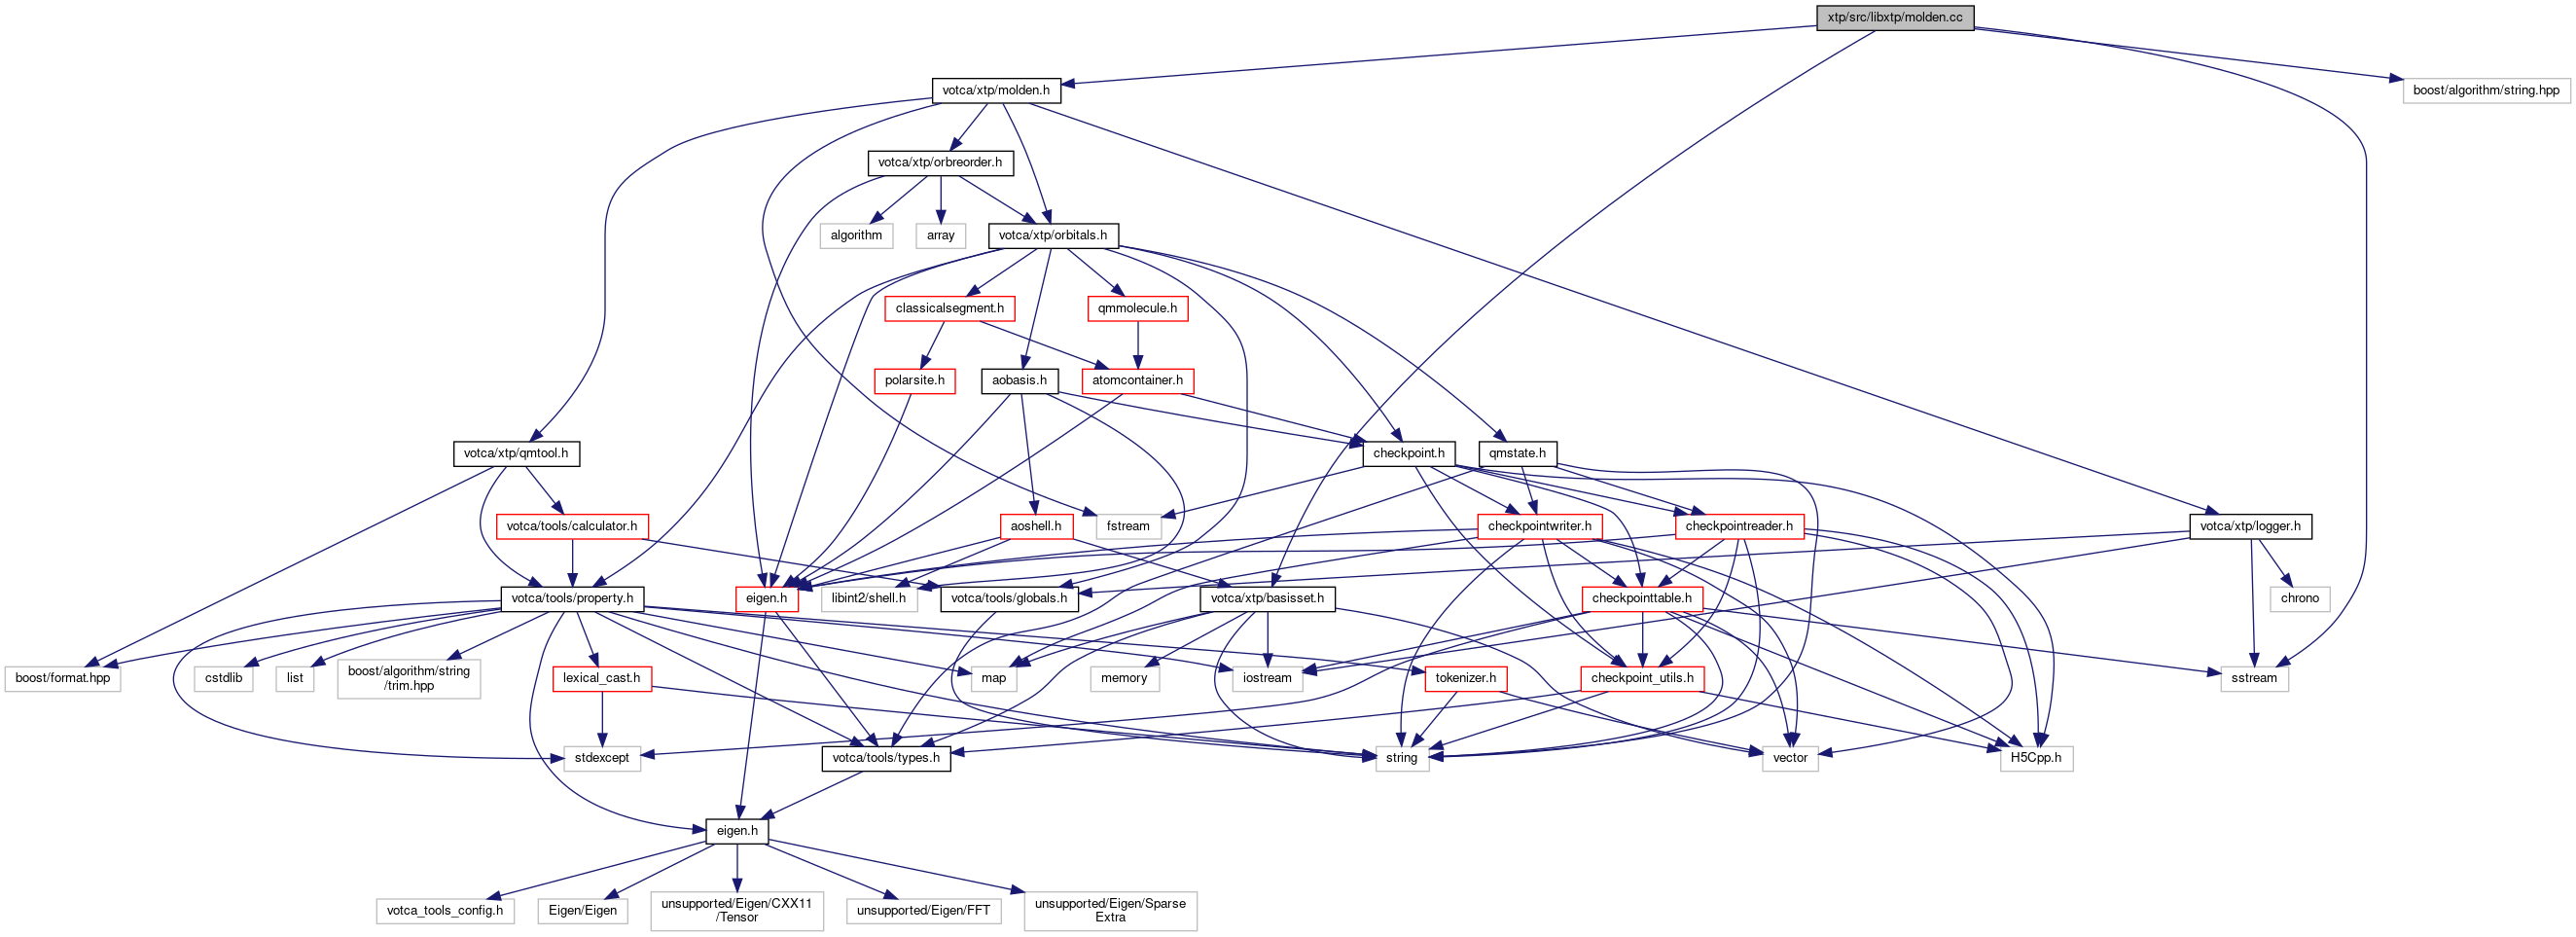 xtp/src/libxtp/molden.cc
votca/xtp/molden.h
boost/algorithm/string.hpp
votca/xtp/orbreorder.h
algorithm
array
votca/xtp/orbitals.h
classicalsegment.h
qmmolecule.h
polarsite.h
aobasis.h
atomcontainer.h
votca/xtp/qmtool.h
checkpoint.h
qmstate.h
votca/tools/calculator.h
aoshell.h
fstream
checkpointwriter.h
checkpointreader.h
votca/xtp/logger.h
votca/tools/property.h
eigen.h
libint2/shell.h
votca/tools/globals.h
votca/xtp/basisset.h
checkpointtable.h
chrono
boost/format.hpp
cstdlib
list
boost/algorithm/string
/trim.hpp
lexical_cast.h
map
memory
iostream
tokenizer.h
checkpoint_utils.h
sstream
stdexcept
votca/tools/types.h
string
vector
H5Cpp.h
eigen.h
votca_tools_config.h
Eigen/Eigen
unsupported/Eigen/CXX11
/Tensor
unsupported/Eigen/FFT
unsupported/Eigen/Sparse
Extra